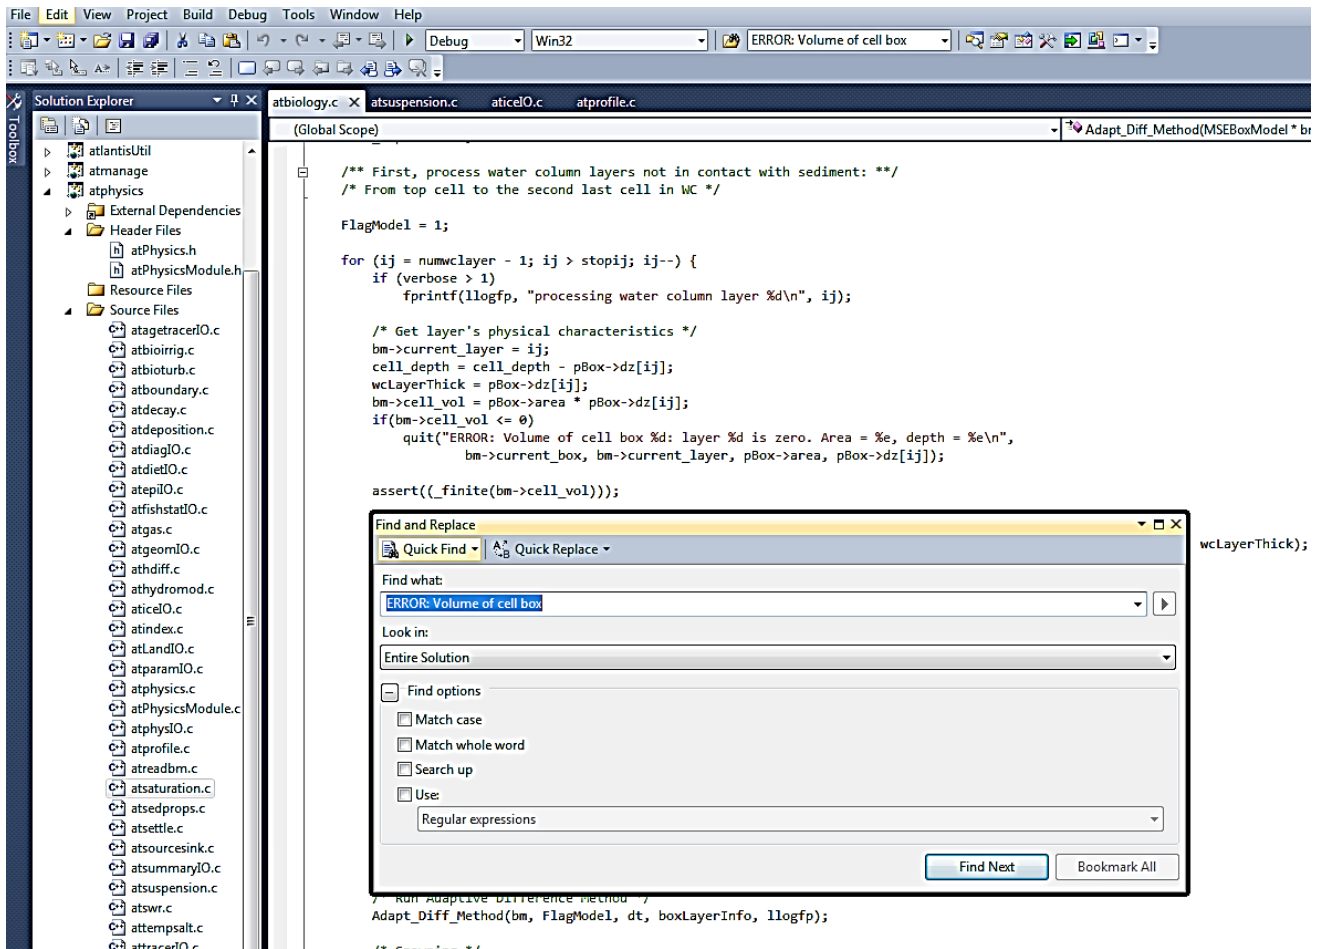 File Edit View Project Build Debug Tools Window Help
Debug Win32 ERROR: Volume of cell box
Toolbox
Solution Explorer
atlantisUtil
atmanage
atphysics
External Dependencies
Header Files
atPhysics.h
atPhysicsModule.h
Resource Files
Source Files
atagetracerIO.c
atbioirrig.c
atbioturb.c
atboundary.c
atdecay.c
atdeposition.c
atdiagIO.c
atdietIO.c
atepiIO.c
atfishstatIO.c
atgas.c
atgeomIO.c
athdiff.c
athydromod.c
aticeIO.c
atindex.c
atLandIO.c
atparamIO.c
atphysics.c
atPhysicsModule.c
atphysIO.c
atprofile.c
atreadbm.c
atsaturation.c
atsedprops.c
atsettle.c
atsourcesink.c
atsummaryIO.c
atsuspension.c
atswr.c
attempsalt.c
attracerIO.c
atbiology.c X atsuspension.c aticeIO.c atprofile.c
(Global Scope) Adapt_Diff_Method(MSEBoxModel * br
/** First, process water column layers not in contact with sediment: **/
/* From top cell to the second last cell in WC */
FlagModel = 1;
for (ij = numwclayer - 1; ij > stopij; ij--) {
if (verbose > 1)
fprintf(llogfp, "processing water column layer %d\n", ij);
/* Get layer's physical characteristics */
bm->current_layer = ij;
cell_depth = cell_depth - pBox->dz[ij];
wcLayerThick = pBox->dz[ij];
bm->cell_vol = pBox->area * pBox->dz[ij];
if(bm->cell_vol <= 0)
quit("ERROR: Volume of cell box %d: layer %d is zero. Area = %e, depth = %e\n",
bm->current_box, bm->current_layer, pBox->area, pBox->dz[ij]);
assert((_finite(bm->cell_vol)));
wcLayerThick);
Find and Replace
Quick Find Quick Replace
Find what:
ERROR: Volume of cell box
Look in:
Entire Solution
Find options
Match case
Match whole word
Search up
Use:
Regular expressions
Find Next Bookmark All
/* Run Adaptive Difference Method */
Adapt_Diff_Method(bm, FlagModel, dt, boxLayerInfo, llogfp);